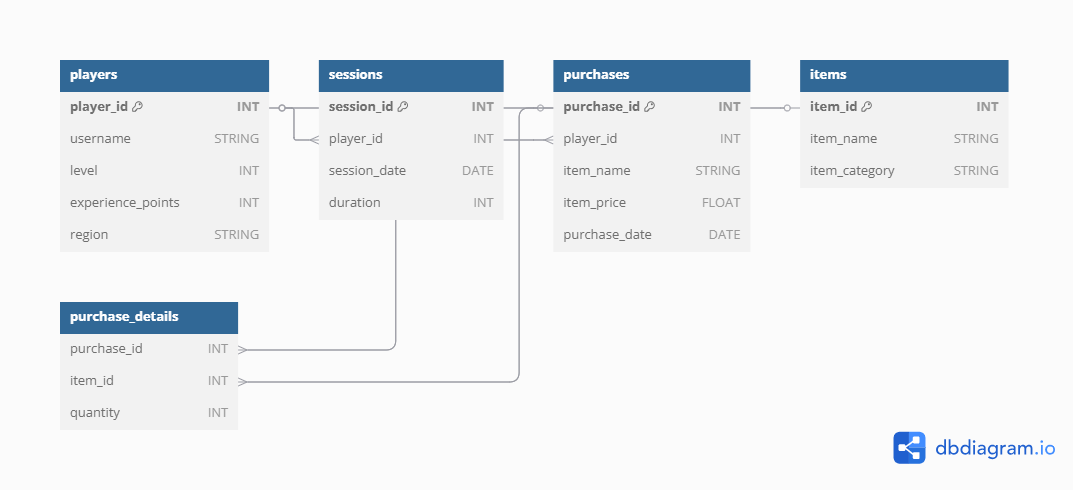 players
player_id INT
username STRING
level INT
experience_points INT
region STRING
sessions
session_id INT
player_id INT
session_date DATE
duration INT
purchases
purchase_id INT
player_id INT
item_name STRING
item_price FLOAT
purchase_date DATE
items
item_id INT
item_name STRING
item_category STRING
purchase_details
purchase_id INT
item_id INT
quantity INT
dbdiagram.io